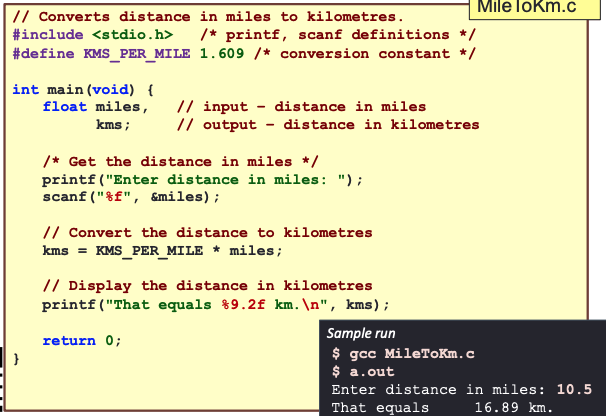 MileToKm.c
// Converts distance in miles to kilometres.
#include <stdio.h>   /* printf, scanf definitions */
#define KMS_PER_MILE 1.609 /* conversion constant */

int main(void) {
   float miles,   // input – distance in miles
         kms;     // output – distance in kilometres

   /* Get the distance in miles */
   printf("Enter distance in miles: ");
   scanf("%f", &miles);

   // Convert the distance to kilometres
   kms = KMS_PER_MILE * miles;

   // Display the distance in kilometres
   printf("That equals %9.2f km.\n", kms);

   return 0;
}
Sample run
$ gcc MileToKm.c
$ a.out
Enter distance in miles: 10.5
That equals     16.89 km.